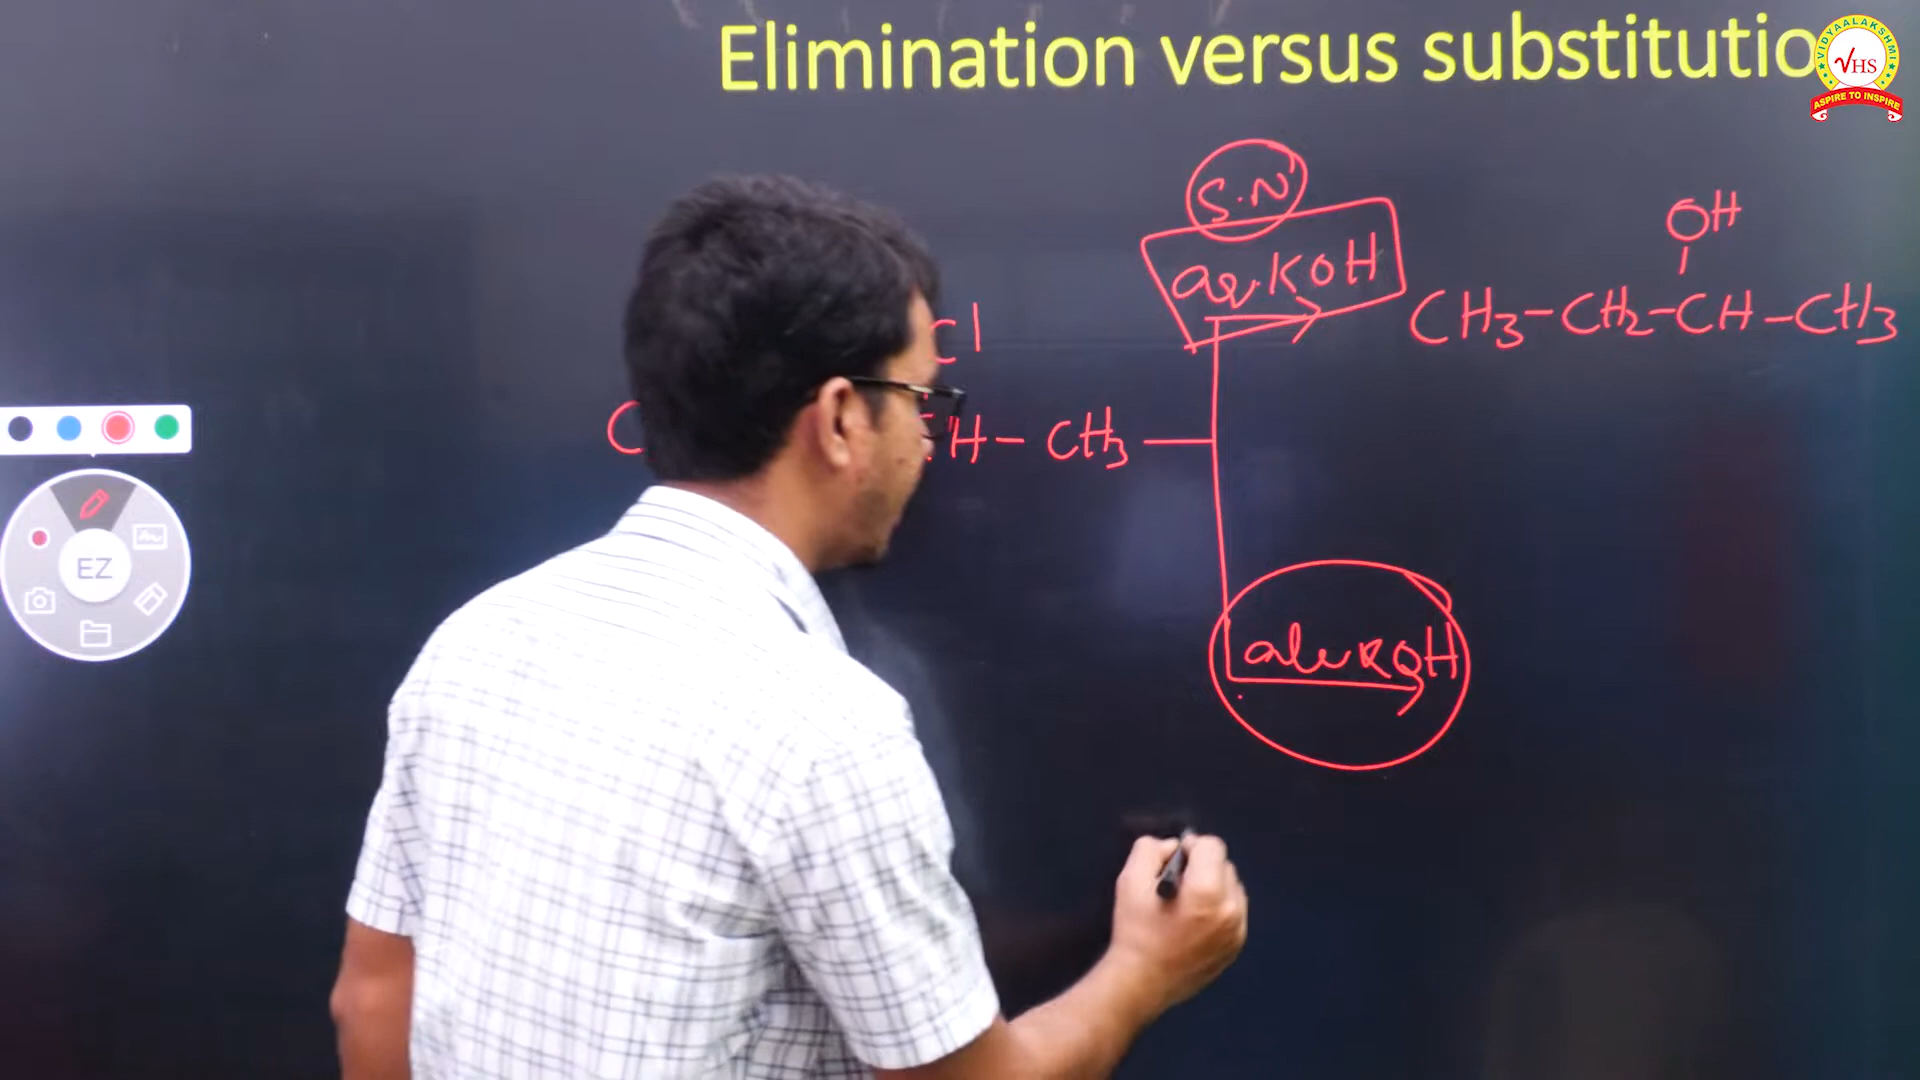 Elimination versus substitutio
VIDYAALAKSHMI
VHS
ASPIRE TO INSPIRE
S.N
aq.KOH
OH
CH3-CH2-CH-CH3
Cl
C H-CH3
alc KOH
EZ